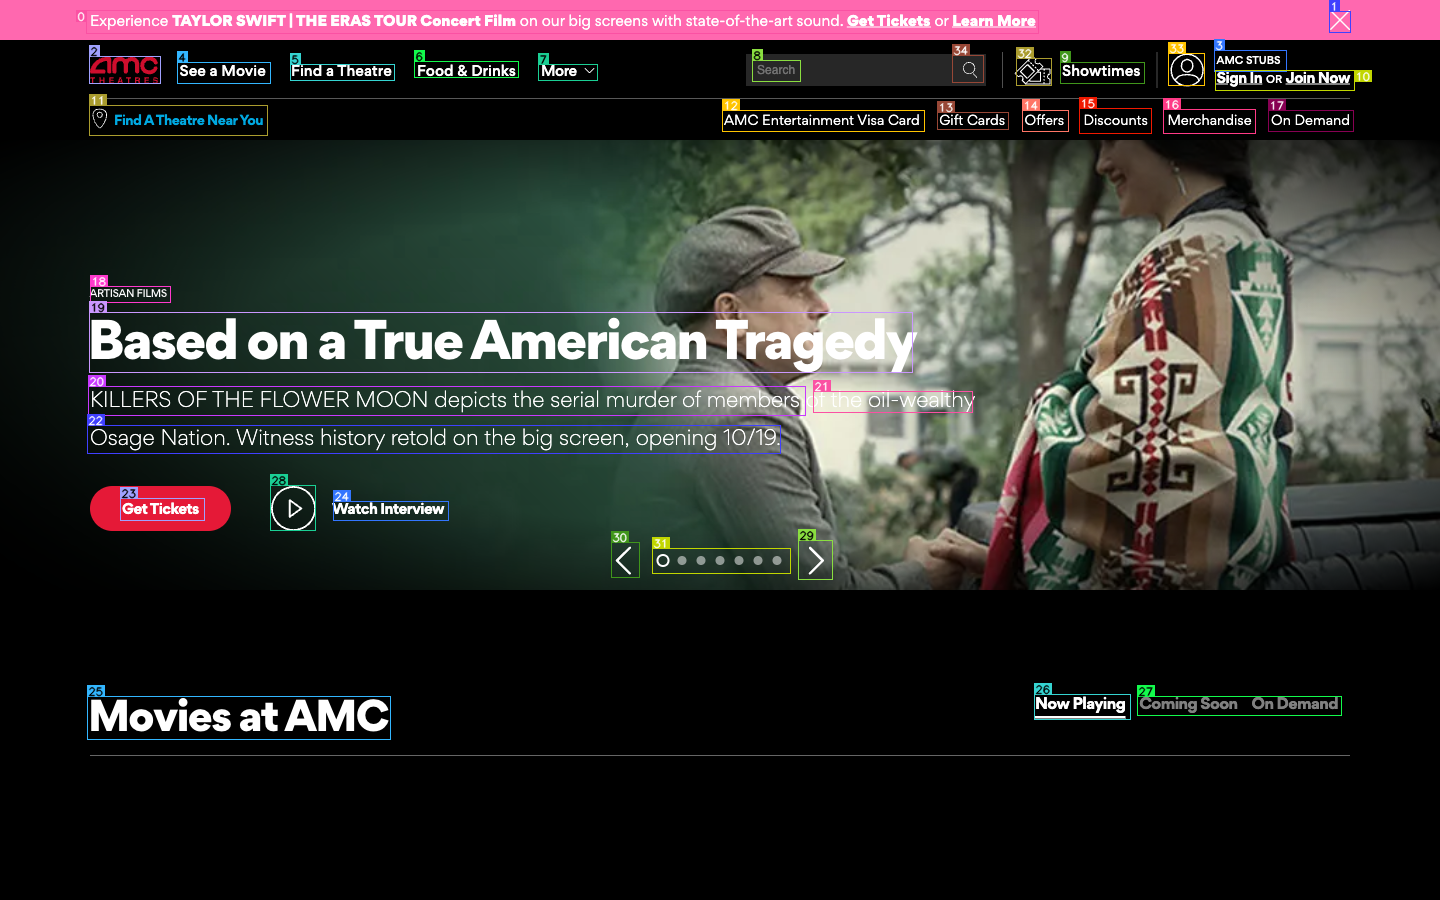 Experience TAYLOR SWIFT | THE ERAS TOUR Concert Film on our big screens with state-of-the-art sound. Get Tickets or Learn More
0
1
2
amc THEATRES
4
See a Movie
5
Find a Theatre
6
Food & Drinks
7
More
8
Search
34
32
9
Showtimes
33
3
AMC STUBS
Sign In OR Join Now
10
11
Find A Theatre Near You
12
AMC Entertainment Visa Card
13
Gift Cards
14
Offers
15
Discounts
16
Merchandise
17
On Demand
18
ARTISAN FILMS
19
Based on a True American Tragedy
20
21
KILLERS OF THE FLOWER MOON depicts the serial murder of members of the oil-wealthy
22
Osage Nation. Witness history retold on the big screen, opening 10/19.
23
Get Tickets
28
24
Watch Interview
30
31
29
25
Movies at AMC
26
Now Playing
27
Coming Soon On Demand